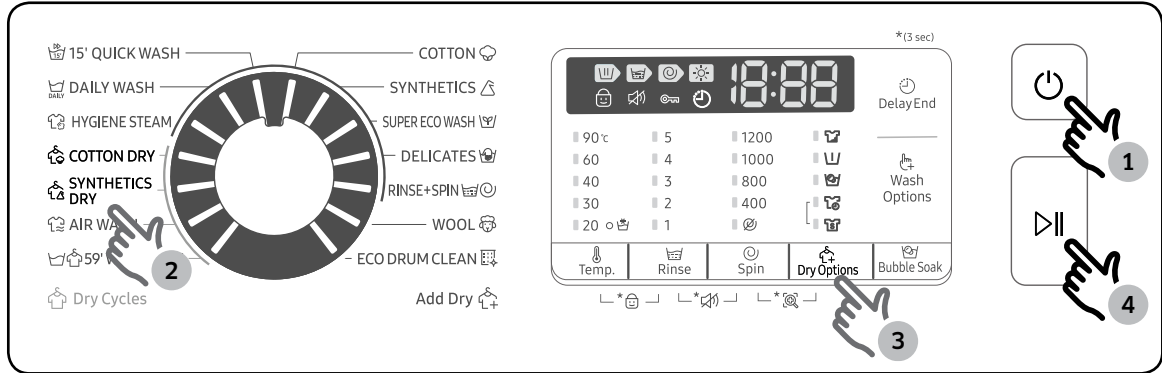 15' QUICK WASH
DAILY
DAILY WASH
HYGIENE STEAM
COTTON DRY
SYNTHETICS
DRY
AIR WA
59'
Dry Cycles
2
COTTON
SYNTHETICS
SUPER ECO WASH
DELICATES
RINSE+SPIN
WOOL
ECO DRUM CLEAN
Add Dry
*(3 sec)
18:88
Delay End
90℃ 5 1200
60 4 1000
40 3 800
30 2 400
20 1
Wash
Options
Temp. Rinse Spin Dry Options Bubble Soak
* * *
3
1
4